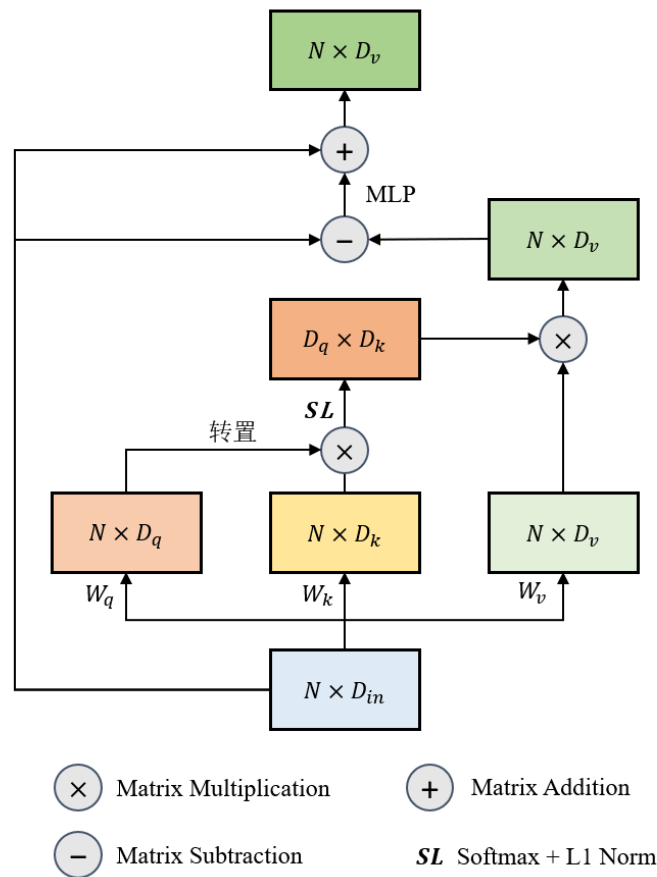 N × D_v
+
MLP
−
N × D_v
D_q × D_k
×
SL
转置
×
N × D_q
N × D_k
N × D_v
W_q
W_k
W_v
N × D_in
× Matrix Multiplication
+ Matrix Addition
− Matrix Subtraction
SL Softmax + L1 Norm